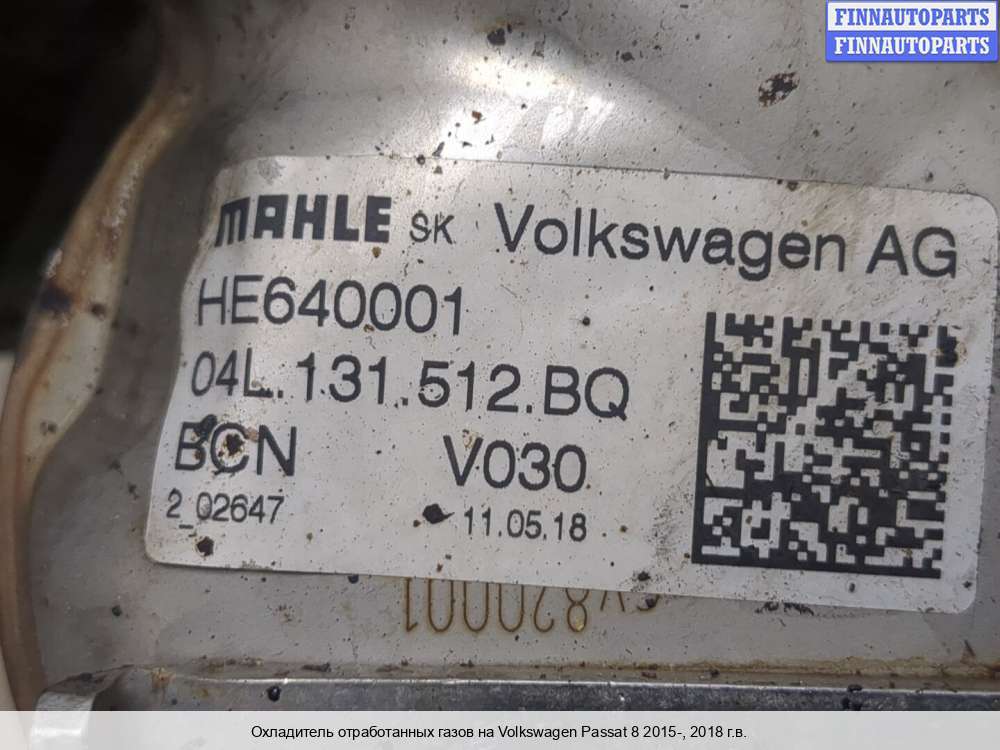 FINNAUTOPARTS
FINNAUTOPARTS
MAHLE SK Volkswagen AG
HE640001
04L.131.512.BQ
BCN V030
2_02647 11.05.18
Охладитель отработанных газов на Volkswagen Passat 8 2015-, 2018 г.в.